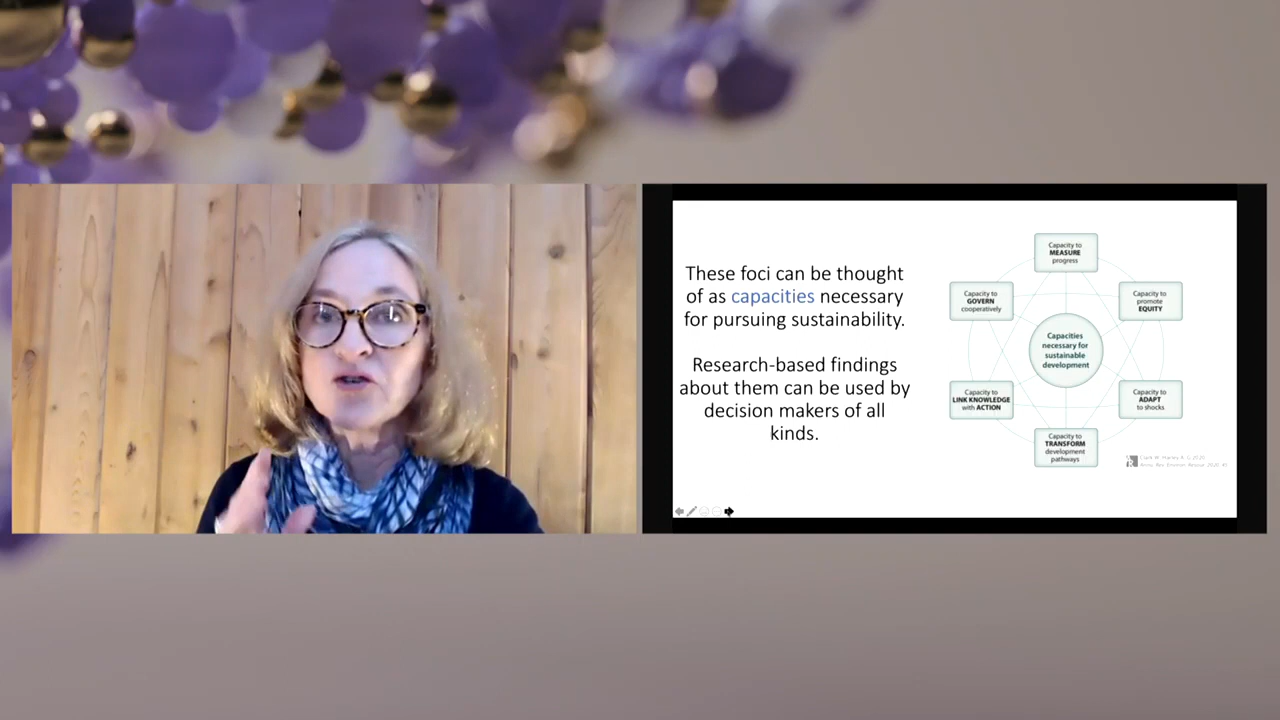 These foci can be thought
of as capacities necessary
for pursuing sustainability.
Research-based findings
about them can be used by
decision makers of all
kinds.
Capacity to
MEASURE
progress
Capacity to
GOVERN
cooperatively
Capacity to
promote
EQUITY
Capacities
necessary for
sustainable
development
Capacity to
LINK KNOWLEDGE
with ACTION
Capacity to
ADAPT
to shocks
Capacity to
TRANSFORM
development
pathways